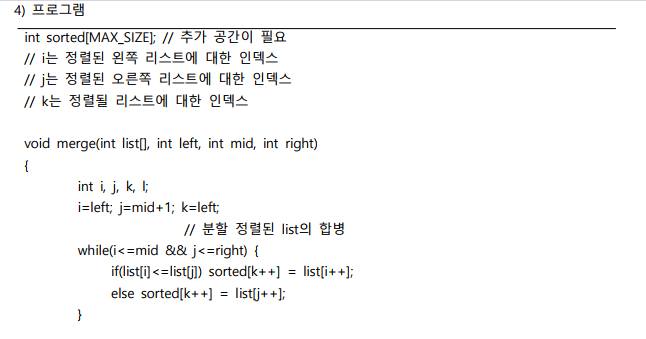 4) 프로그램
int sorted[MAX_SIZE]; // 추가 공간이 필요
// i는 정렬된 왼쪽 리스트에 대한 인덱스
// j는 정렬된 오른쪽 리스트에 대한 인덱스
// k는 정렬될 리스트에 대한 인덱스
void merge(int list[], int left, int mid, int right)
{
int i, j, k, l;
i=left; j=mid+1; k=left;
// 분할 정렬된 list의 합병
while(i<=mid && j<=right) {
if(list[i]<=list[j]) sorted[k++] = list[i++];
else sorted[k++] = list[j++];
}